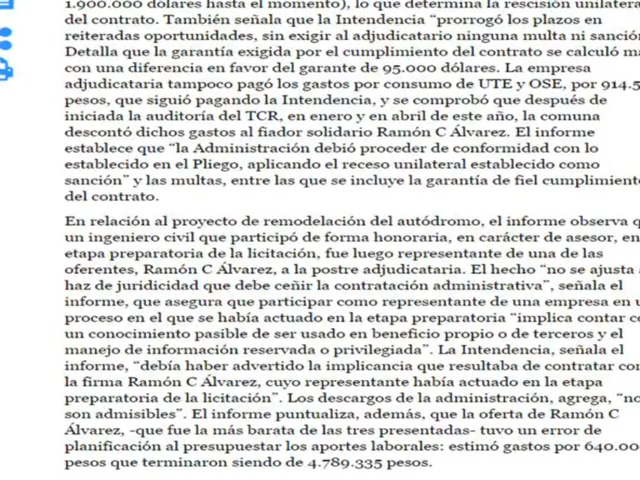 1.900.000 dólares hasta el momento), lo que determina la rescisión
del contrato. También señala que la Intendencia “prorrogó los plazos en
reiteradas oportunidades, sin exigir al adjudicatario ninguna multa ni
Detalla que la garantía exigida por el cumplimiento del contrato se calculó
con una diferencia en favor del garante de 95.000 dólares. La empresa
adjudicataria tampoco pagó los gastos por consumo de UTE y OSE, por
pesos, que siguió pagando la Intendencia, y se comprobó que después de
iniciada la auditoría del TCR, en enero y en abril de este año, la comuna
descontó dichos gastos al fiador solidario Ramón C Álvarez. El informe
establece que “la Administración debió proceder de conformidad con lo
establecido en el Pliego, aplicando el receso unilateral establecido como
sanción” y las multas, entre las que se incluye la garantía de fiel
del contrato.
En relación al proyecto de remodelación del autódromo, el informe observa
un ingeniero civil que participó de forma honoraria, en carácter de asesor, en
etapa preparatoria de la licitación, fue luego representante de una de las
oferentes, Ramón C Álvarez, a la postre adjudicataria. El hecho “no se ajusta
haz de juridicidad que debe ceñir la contratación administrativa”, señala el
informe, que asegura que participar como representante de una empresa en
proceso en el que se había actuado en la etapa preparatoria “implica contar
un conocimiento pasible de ser usado en beneficio propio o de terceros y el
manejo de información reservada o privilegiada”. La Intendencia, señala el
informe, “debía haber advertido la implicancia que resultaba de contratar
la firma Ramón C Álvarez, cuyo representante había actuado en la etapa
preparatoria de la licitación”. Los descargos de la administración, agrega, “no
son admisibles”. El informe puntualiza, además, que la oferta de Ramón C
Álvarez, -que fue la más barata de las tres presentadas- tuvo un error de
planificación al presupuestar los aportes laborales: estimó gastos por
pesos que terminaron siendo de 4.789.335 pesos.